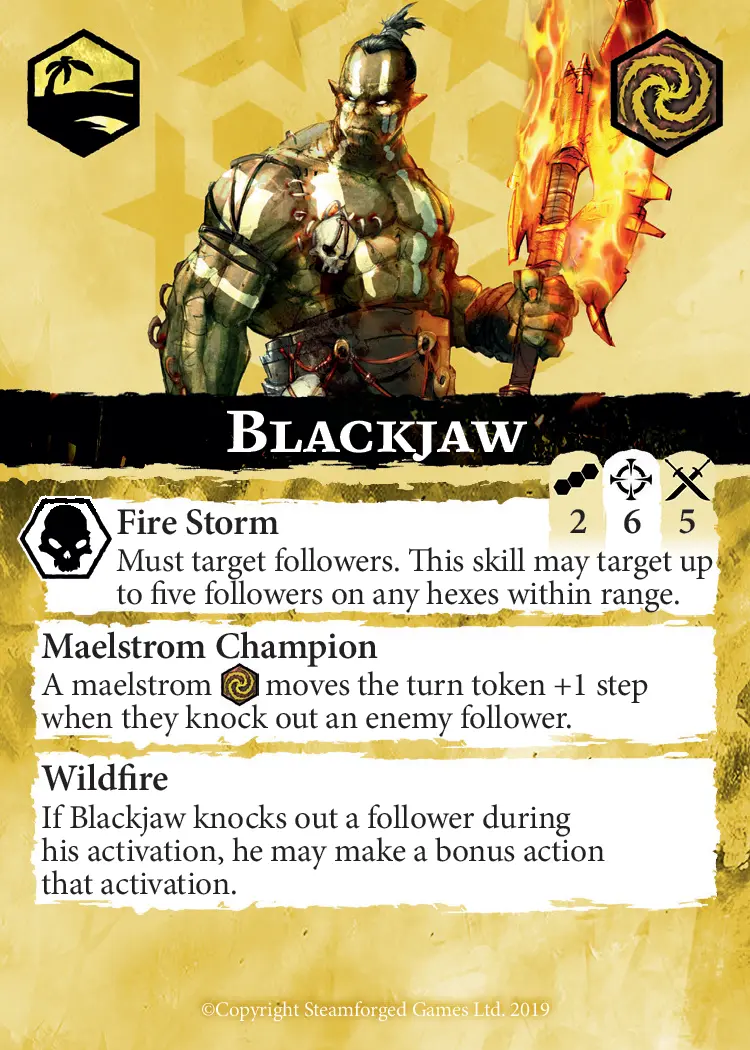 Blackjaw
Fire Storm
2 6 5
Must target followers. This skill may target up
to five followers on any hexes within range.
Maelstrom Champion
A maelstrom moves the turn token +1 step
when they knock out an enemy follower.
Wildfire
If Blackjaw knocks out a follower during
his activation, he may make a bonus action
that activation.
©Copyright Steamforged Games Ltd. 2019